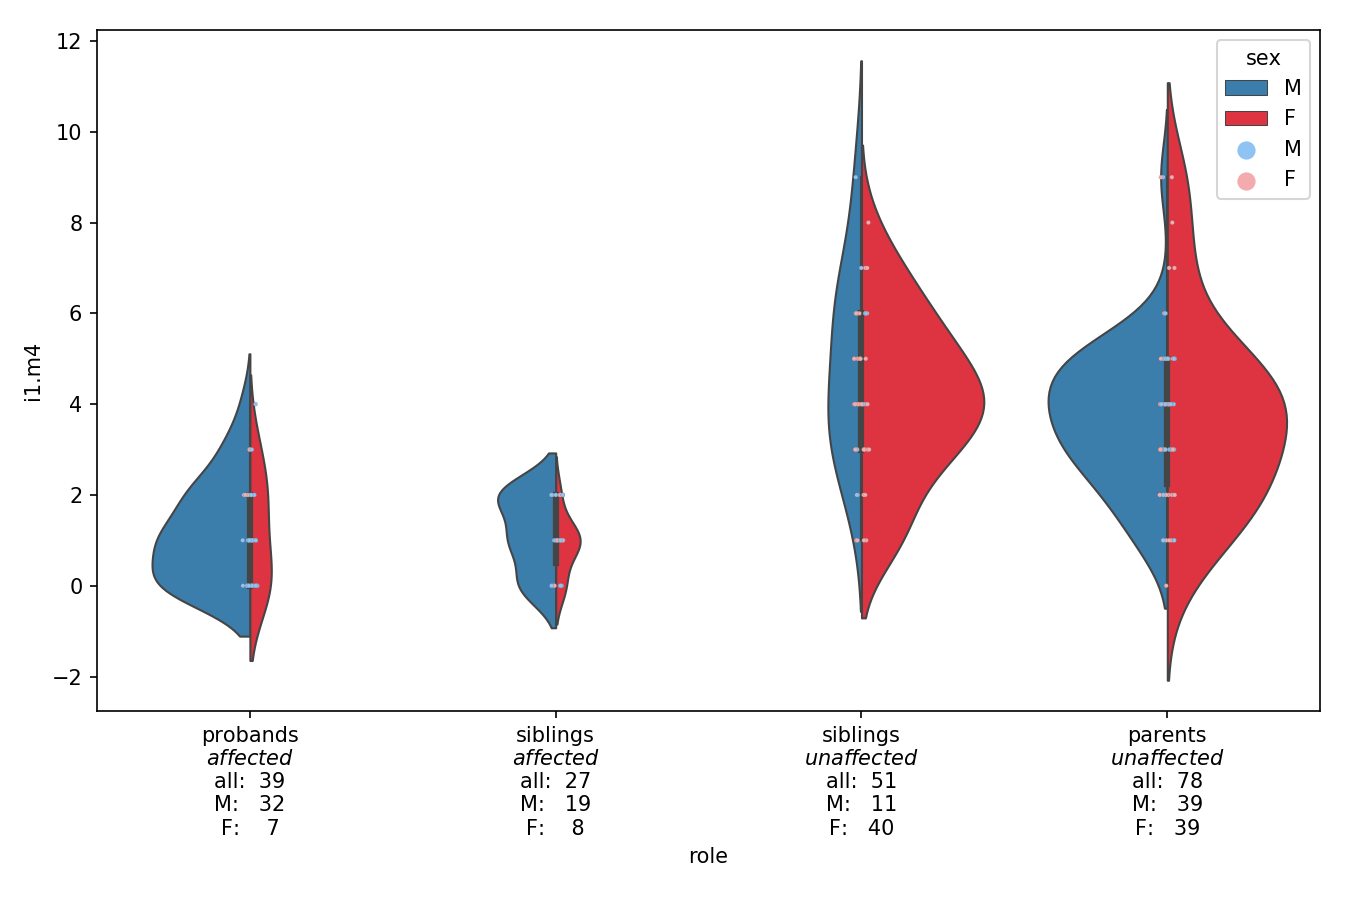 12
10
8
6
4
2
0
−2
i1.m4
sex
M
F
M
F
probands
affected
all: 39
M: 32
F: 7
siblings
affected
all: 27
M: 19
F: 8
siblings
unaffected
all: 51
M: 11
F: 40
parents
unaffected
all: 78
M: 39
F: 39
role